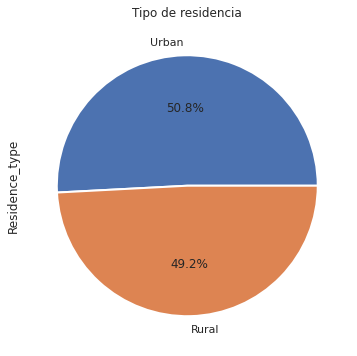 Tipo de residencia
Urban
50.8%
Residence_type
49.2%
Rural